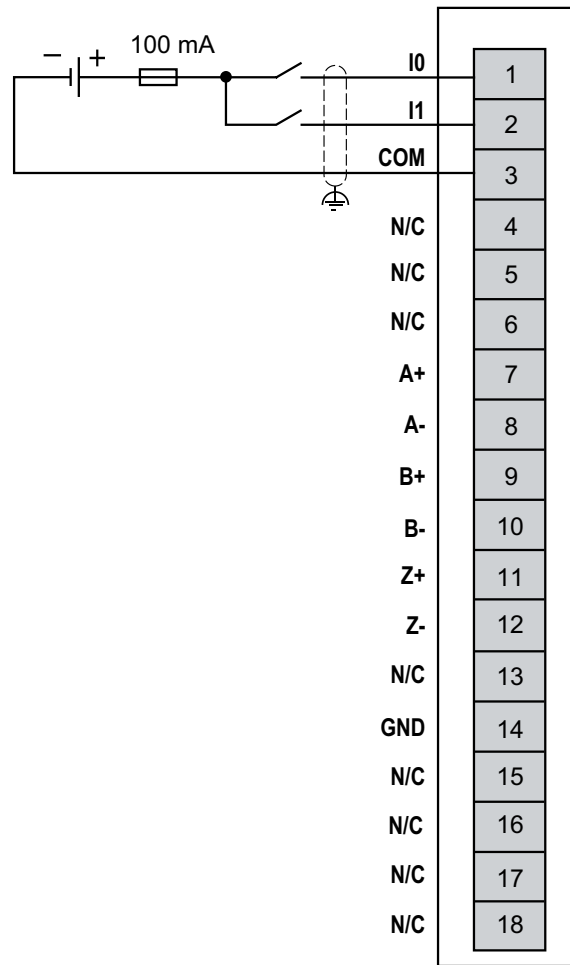 − + 100 mA
I0 1
I1 2
COM 3
N/C 4
N/C 5
N/C 6
A+ 7
A- 8
B+ 9
B- 10
Z+ 11
Z- 12
N/C 13
GND 14
N/C 15
N/C 16
N/C 17
N/C 18